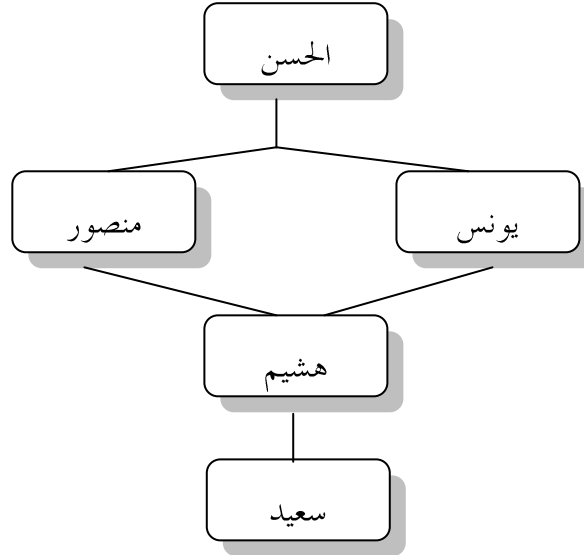 الحسن
يونس
منصور
هشيم
سعيد